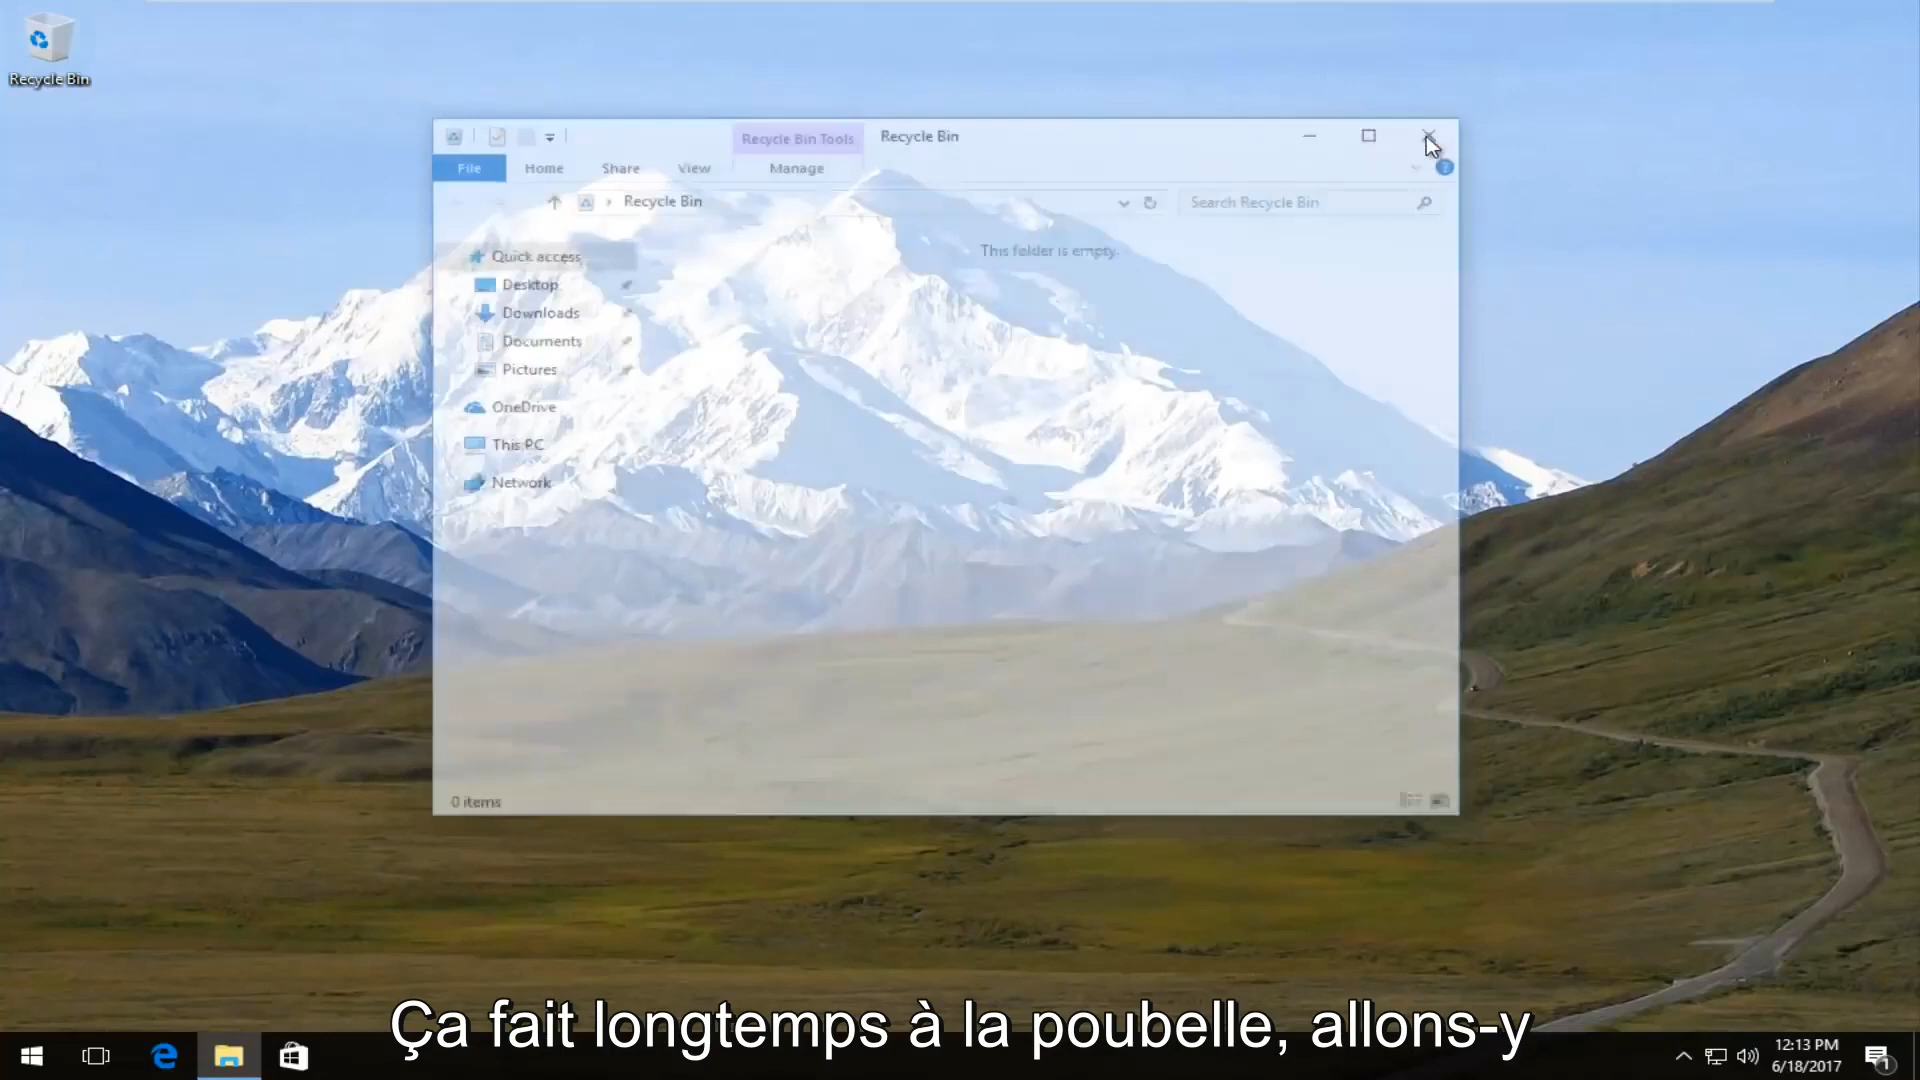 Recycle Bin
Recycle Bin Tools
Recycle Bin
File
Home
Share
View
Manage
Recycle Bin
Search Recycle Bin
This folder is empty.
Quick access
Desktop
Downloads
Documents
Pictures
OneDrive
This PC
Network
0 items
Ça fait longtemps à la poubelle, allons-y
12:13 PM
6/18/2017
1